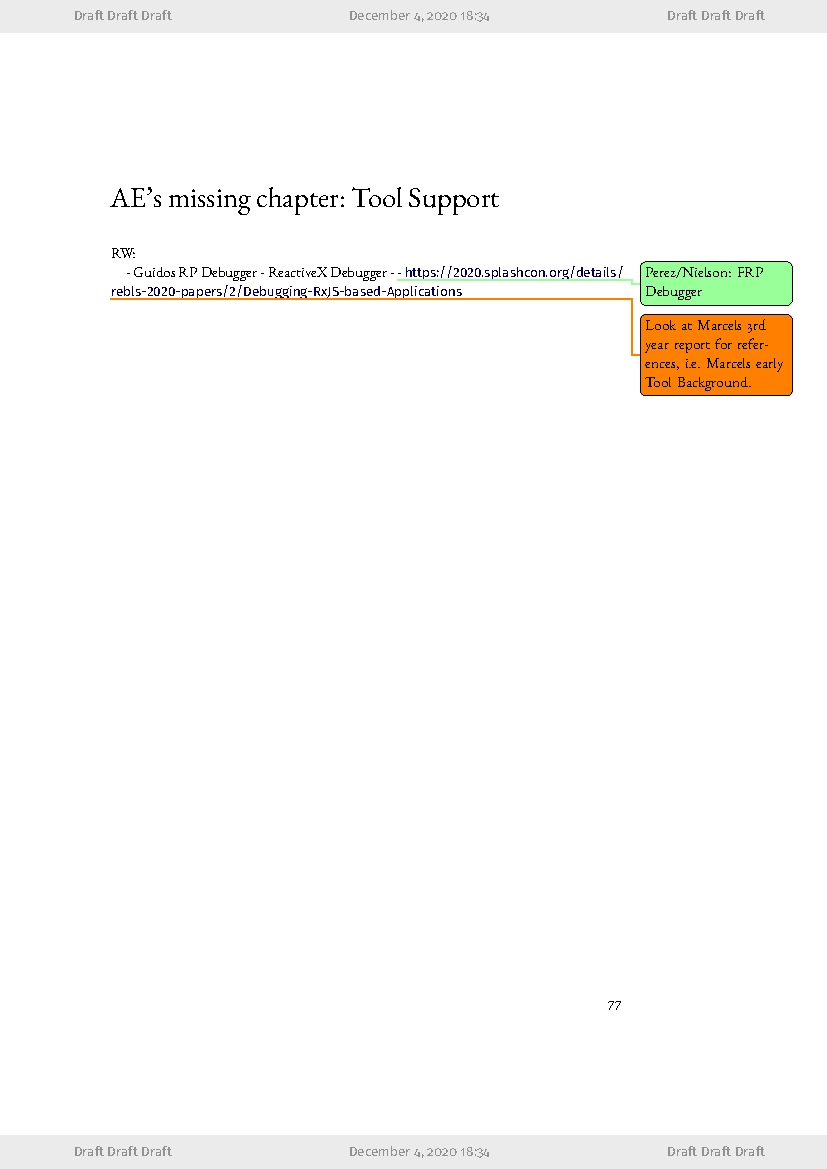 Draft Draft Draft December 4, 2020 18:34 Draft Draft Draft
AE's missing chapter: Tool Support
RW:
- Guidos RP Debugger - ReactiveX Debugger - - https://2020.splashcon.org/details/
rebls-2020-papers/2/Debugging-RxJS-based-Applications
Perez/Nielson: FRP
Debugger
Look at Marcels 3rd
year report for refer-
ences, i.e. Marcels early
Tool Background.
77
Draft Draft Draft December 4, 2020 18:34 Draft Draft Draft